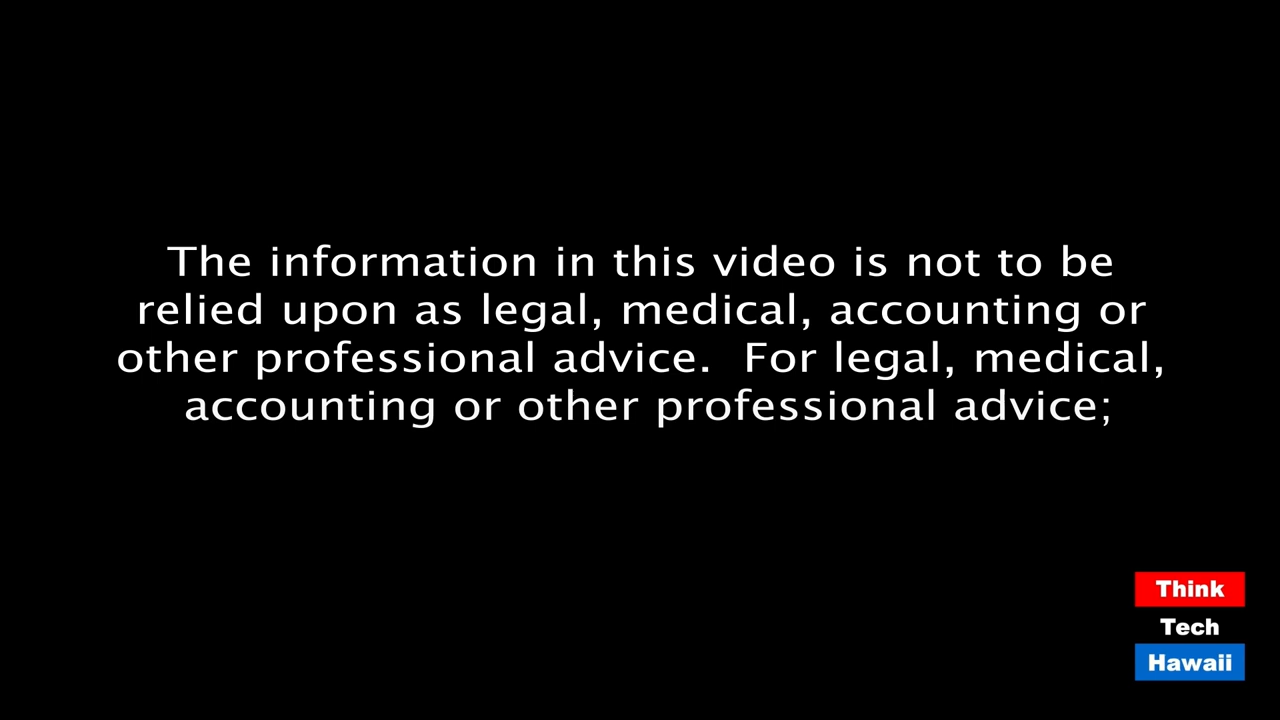 The information in this video is not to be
relied upon as legal, medical, accounting or
other professional advice.  For legal, medical,
accounting or other professional advice;
Think
Tech
Hawaii